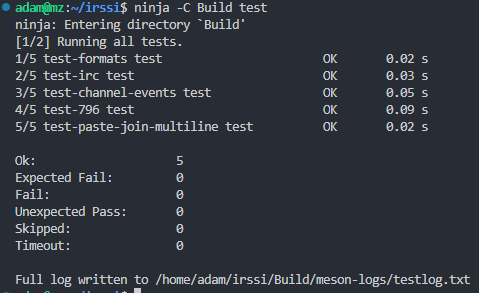 adam@mz:~/irssi$ ninja -C Build test
ninja: Entering directory `Build'
[1/2] Running all tests.
1/5 test-formats test OK 0.02 s
2/5 test-irc test OK 0.03 s
3/5 test-channel-events test OK 0.05 s
4/5 test-796 test OK 0.09 s
5/5 test-paste-join-multiline test OK 0.02 s
Ok: 5
Expected Fail: 0
Fail: 0
Unexpected Pass: 0
Skipped: 0
Timeout: 0
Full log written to /home/adam/irssi/Build/meson-logs/testlog.txt